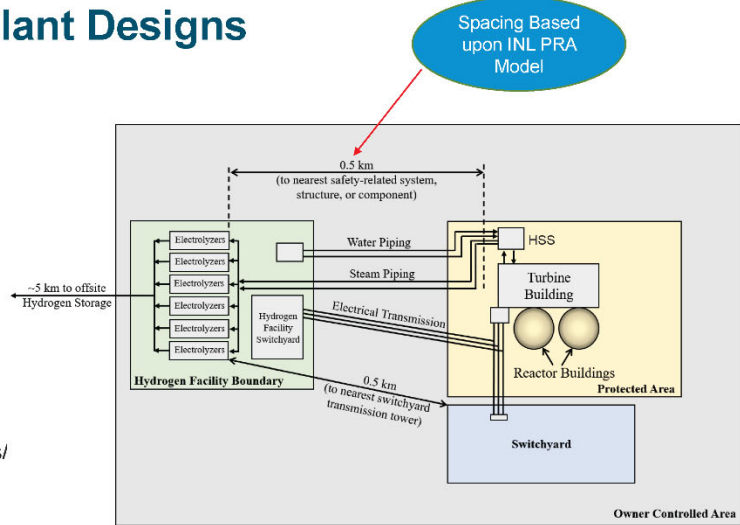 lant Designs
Spacing Based
upon INL PRA
Model
0.5 km
(to nearest safety-related system,
structure, or component)
Electrolyzers
Electrolyzers
Electrolyzers
Electrolyzers
Electrolyzers
Electrolyzers
Water Piping
HSS
Steam Piping
Turbine
Building
~5 km to offsite
Hydrogen Storage
Electrical Transmission
Hydrogen
Facility
Switchyard
Reactor Buildings
Hydrogen Facility Boundary
Protected Area
0.5 km
(to nearest switchyard
transmission tower)
Switchyard
s/
Owner Controlled Area